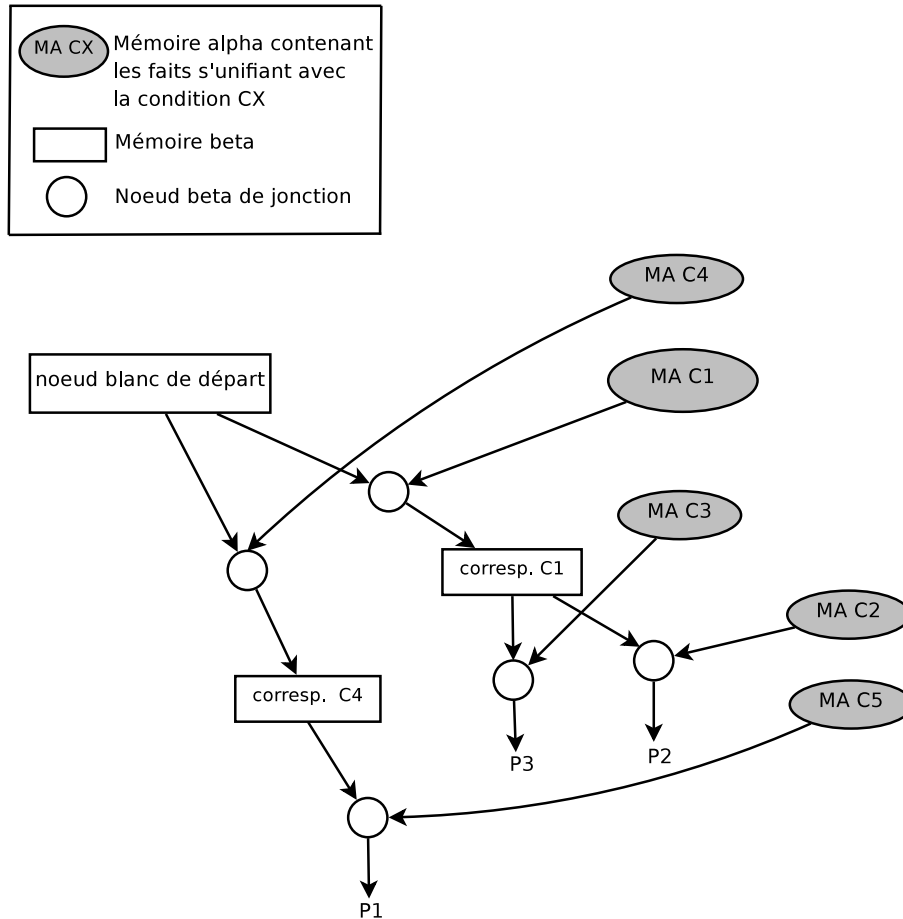 MA CX
Mémoire alpha contenant
les faits s'unifiant avec
la condition CX
Mémoire beta
Noeud beta de jonction
MA C4
noeud blanc de départ
MA C1
MA C3
corresp. C1
MA C2
corresp. C4
MA C5
P3
P2
P1